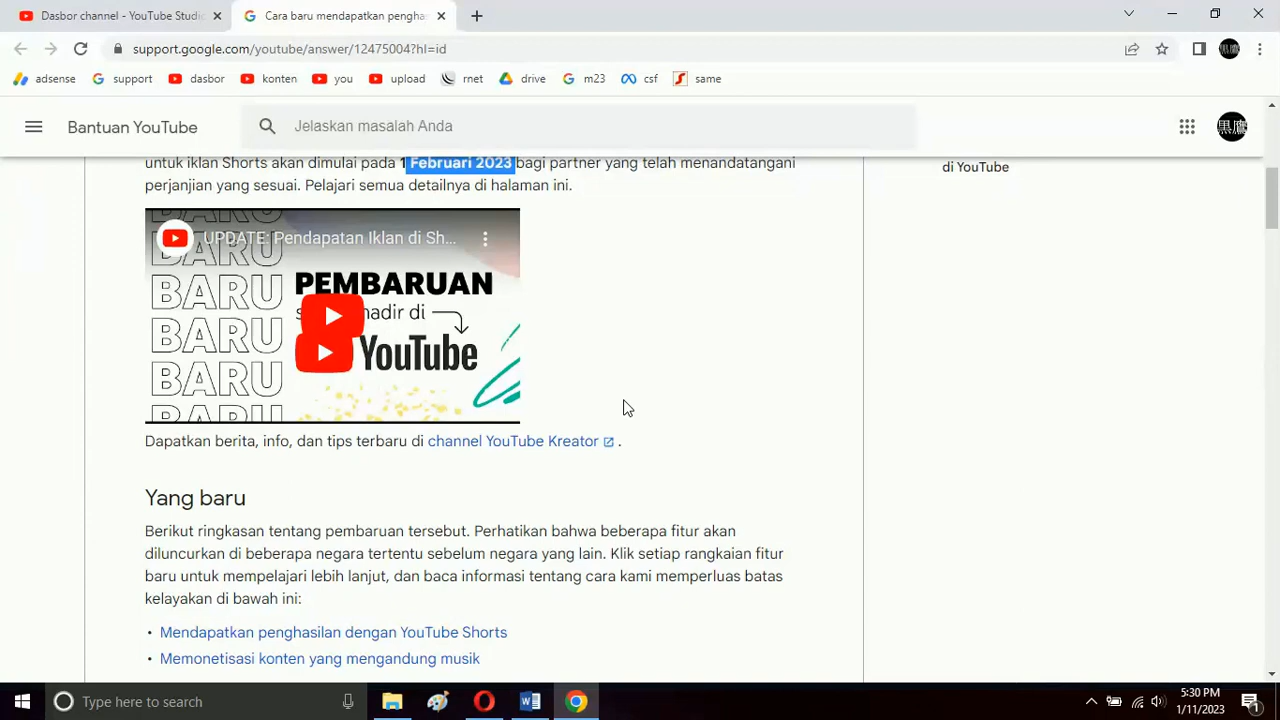 Dasbor channel - YouTube Studio
Cara baru mendapatkan pengha
support.google.com/youtube/answer/12475004?hl=id
adsense
support
dasbor
konten
you
upload
rnet
drive
m23
csf
same
Bantuan YouTube
Jelaskan masalah Anda
黒鷹
untuk iklan Shorts akan dimulai pada 1 Februari 2023 bagi partner yang telah menandatangani
perjanjian yang sesuai. Pelajari semua detailnya di halaman ini.
di YouTube
UPDATE: Pendapatan Iklan di Sh...
BARU
BARU
BARU
BARU
BARU
BARU
PEMBARUAN
hadir di
YouTube
Dapatkan berita, info, dan tips terbaru di channel YouTube Kreator .
Yang baru
Berikut ringkasan tentang pembaruan tersebut. Perhatikan bahwa beberapa fitur akan
diluncurkan di beberapa negara tertentu sebelum negara yang lain. Klik setiap rangkaian fitur
baru untuk mempelajari lebih lanjut, dan baca informasi tentang cara kami memperluas batas
kelayakan di bawah ini:
• Mendapatkan penghasilan dengan YouTube Shorts
• Memonetisasi konten yang mengandung musik
Type here to search
5:30 PM
1/11/2023
1